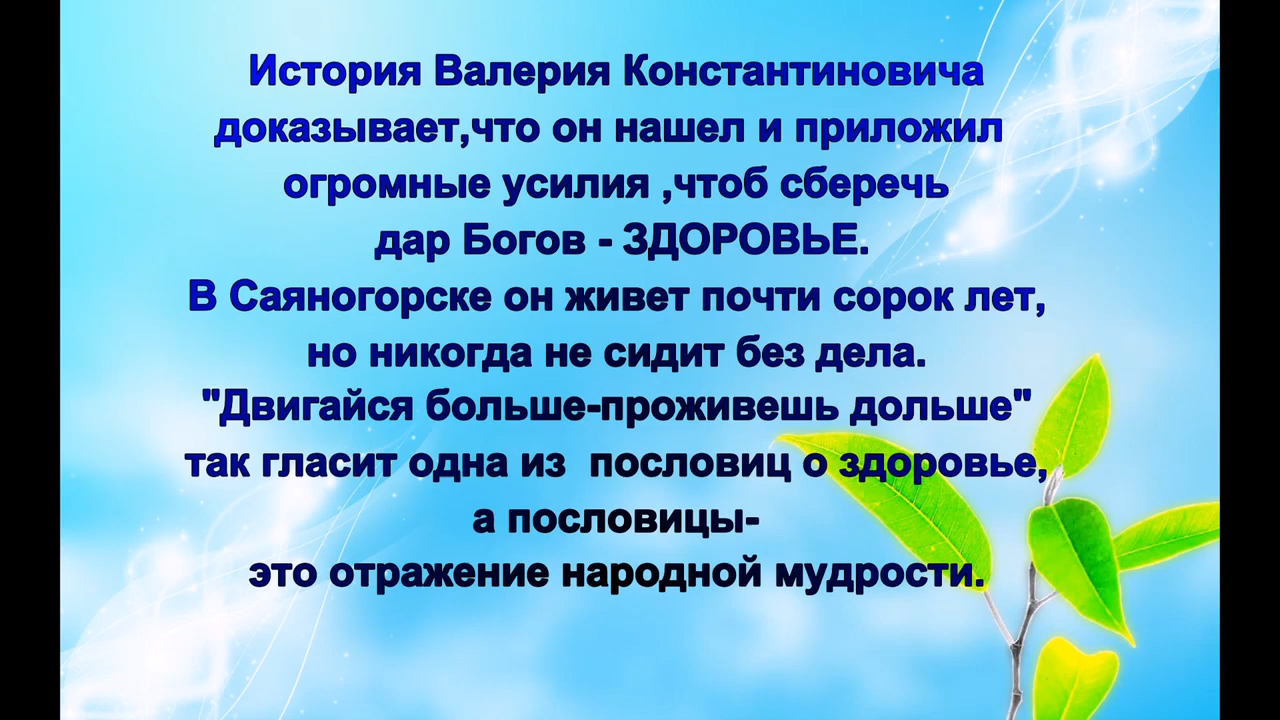 История Валерия Константиновича
доказывает,что он нашел и приложил
огромные усилия ,чтоб сберечь
дар Богов - ЗДОРОВЬЕ.
В Саяногорске он живет почти сорок лет,
но никогда не сидит без дела.
"Двигайся больше-проживешь дольше"
так гласит одна из  пословиц о здоровье,
а пословицы-
это отражение народной мудрости.